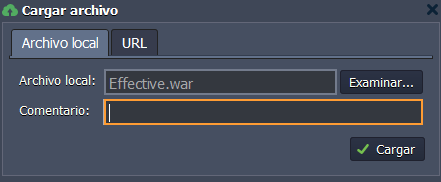 Cargar archivo
Archivo local URL
Archivo local: Effective.war Examinar...
Comentario:
Cargar